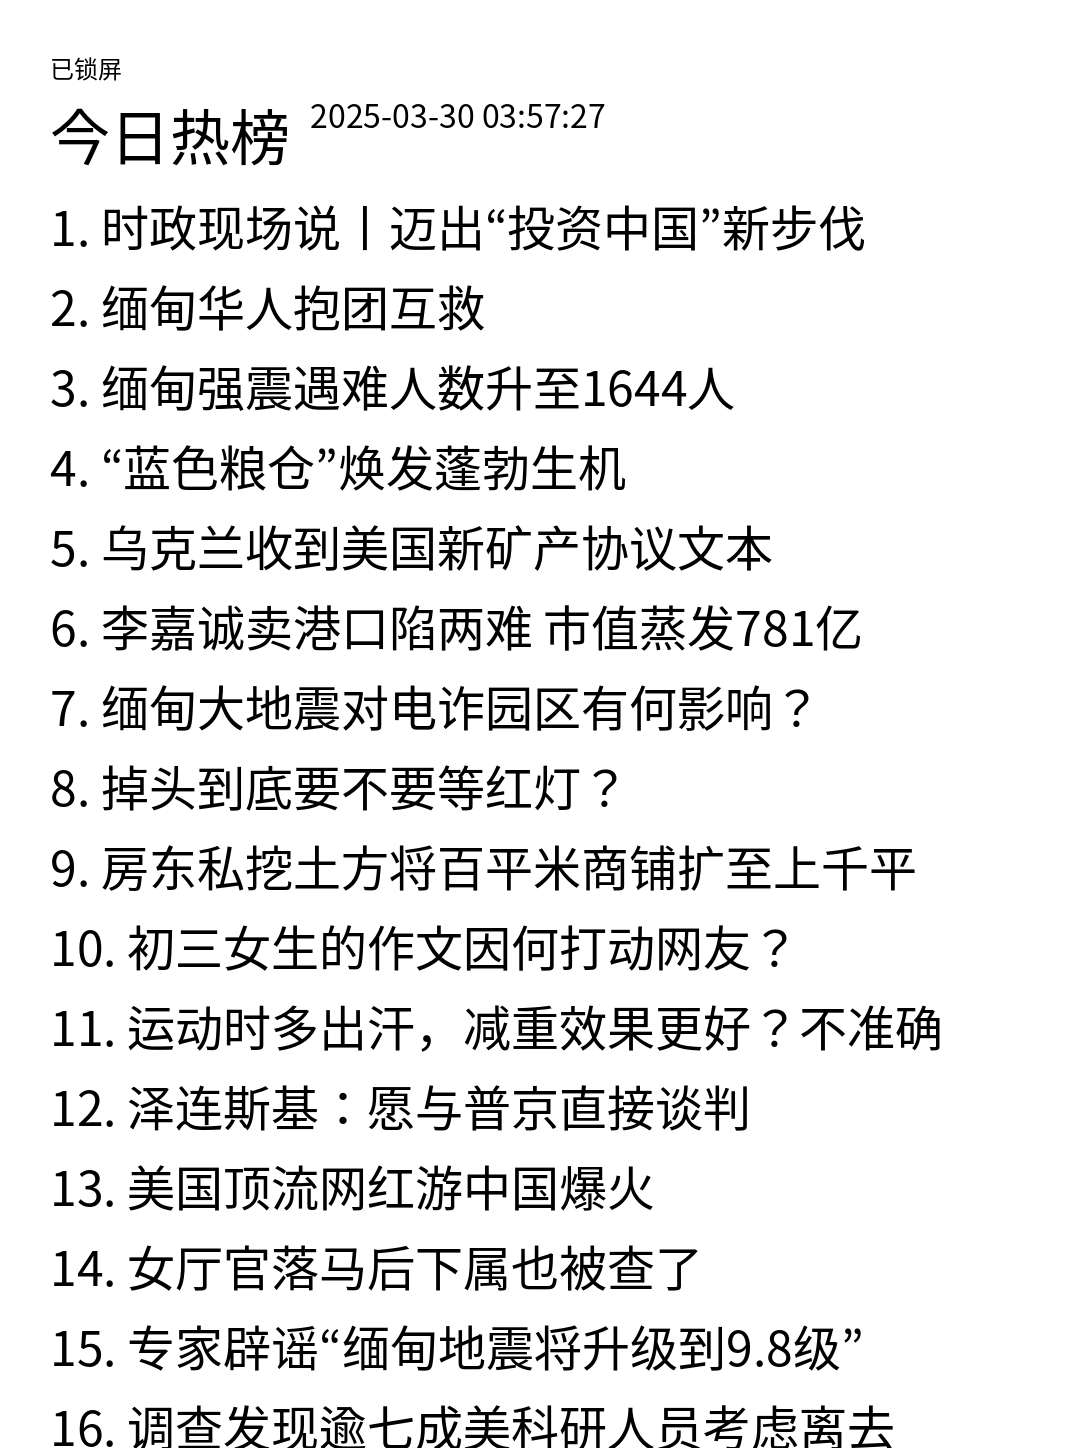 已锁屏
今日热榜 2025-03-30 03:57:27
1. 时政现场说丨迈出“投资中国”新步伐
2. 缅甸华人抱团互救
3. 缅甸强震遇难人数升至1644人
4. “蓝色粮仓”焕发蓬勃生机
5. 乌克兰收到美国新矿产协议文本
6. 李嘉诚卖港口陷两难 市值蒸发781亿
7. 缅甸大地震对电诈园区有何影响？
8. 掉头到底要不要等红灯？
9. 房东私挖土方将百平米商铺扩至上千平
10. 初三女生的作文因何打动网友？
11. 运动时多出汗，减重效果更好？不准确
12. 泽连斯基：愿与普京直接谈判
13. 美国顶流网红游中国爆火
14. 女厅官落马后下属也被查了
15. 专家辟谣“缅甸地震将升级到9.8级”
16. 调查发现逾七成美科研人员考虑离去